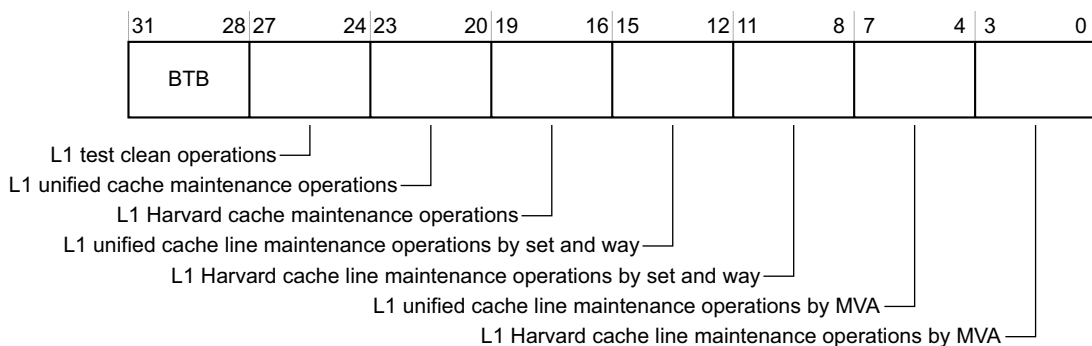 31 28 27 24 23 20 19 16 15 12 11 8 7 4 3 0
BTB
L1 test clean operations
L1 unified cache maintenance operations
L1 Harvard cache maintenance operations
L1 unified cache line maintenance operations by set and way
L1 Harvard cache line maintenance operations by set and way
L1 unified cache line maintenance operations by MVA
L1 Harvard cache line maintenance operations by MVA